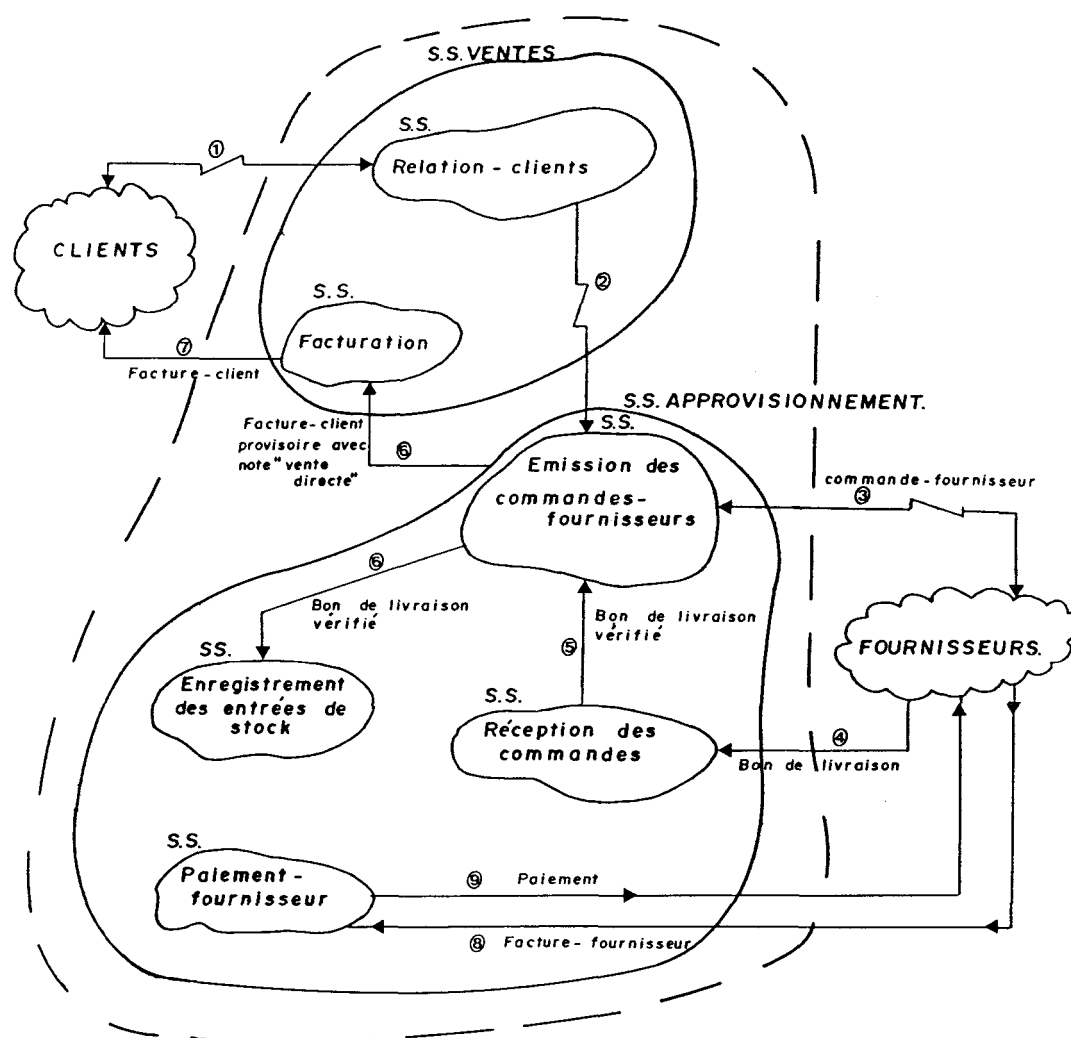 S.S. VENTES
S.S.
Relation - clients
①
CLIENTS
②
S.S.
Facturation
⑦
Facture - client
S.S. APPROVISIONNEMENT.
Facture - client
provisoire avec
note " vente
directe"
⑥
S.S.
Emission des
commandes-
fournisseurs
commande - fournisseur
③
⑥
Bon de livraison
vérifié
Bon de livraison
vérifié
⑤
FOURNISSEURS.
SS.
Enregistrement
des entrées de
stock
S.S.
Réception des
commandes
④
Bon de livraison
S.S.
Paiement -
fournisseur
⑨ Paiement
⑧ Facture - fournisseur